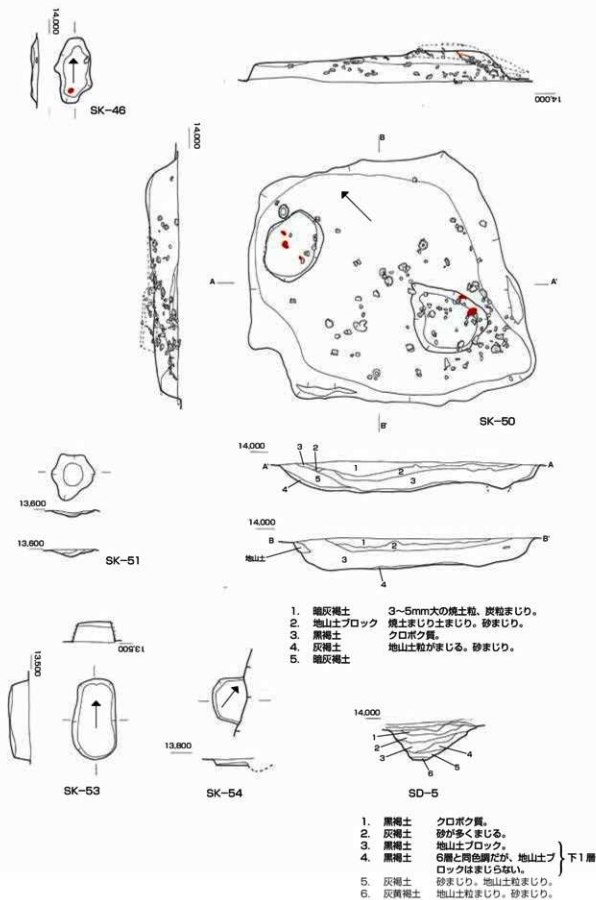 14,000
SK-46
14,000
14,000
B
A
A'
B'
SK-50
14,000
3
2
1
2
A'
A
5
3
4
14,000
B
1
2
B'
地山土
3
4
13,600
13,600
SK-51
1. 暗灰褐土 3〜5mm大の焼土粒、炭粒まじり。
2. 地山土ブロック 焼土まじり土まじり。砂まじり。
3. 黒褐土 クロボク質。
4. 灰褐土 地山土粒がまじる。砂まじり。
5. 暗灰褐土
13,500
13,500
SK-53
13,800
SK-54
14,000
1
2
3
4
5
6
SD-5
1. 黒褐土 クロボク質。
2. 灰褐土 砂が多くまじる。
3. 黒褐土 地山土ブロック。
4. 黒褐土 6層と同色調だが、地山土ブ 下1層
ロックはまじらない。
5. 灰褐土 砂まじり。地山土粒まじり。
6. 灰黄褐土 地山土粒まじり。砂まじり。